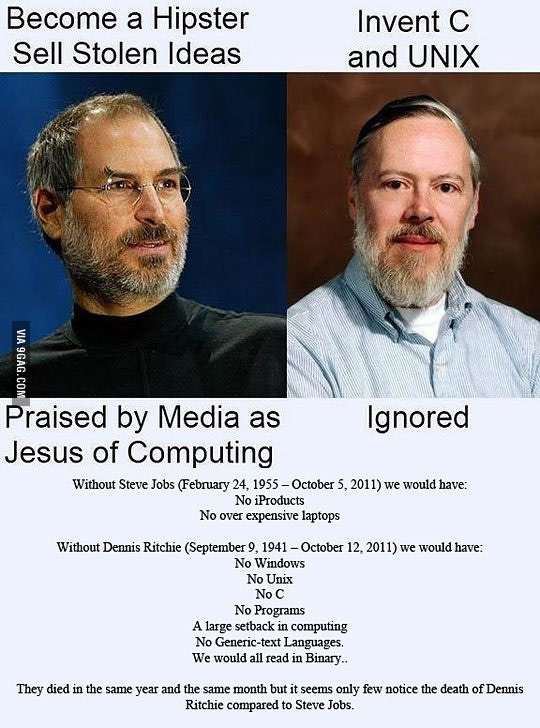 Become a Hipster
Sell Stolen Ideas
Invent C
and UNIX
VIA 9GAG.COM
Praised by Media as
Jesus of Computing
Ignored
Without Steve Jobs (February 24, 1955 – October 5, 2011) we would have:
No iProducts
No over expensive laptops
Without Dennis Ritchie (September 9, 1941 – October 12, 2011) we would have:
No Windows
No Unix
No C
No Programs
A large setback in computing
No Generic-text Languages.
We would all read in Binary..
They died in the same year and the same month but it seems only few notice the death of Dennis
Ritchie compared to Steve Jobs.